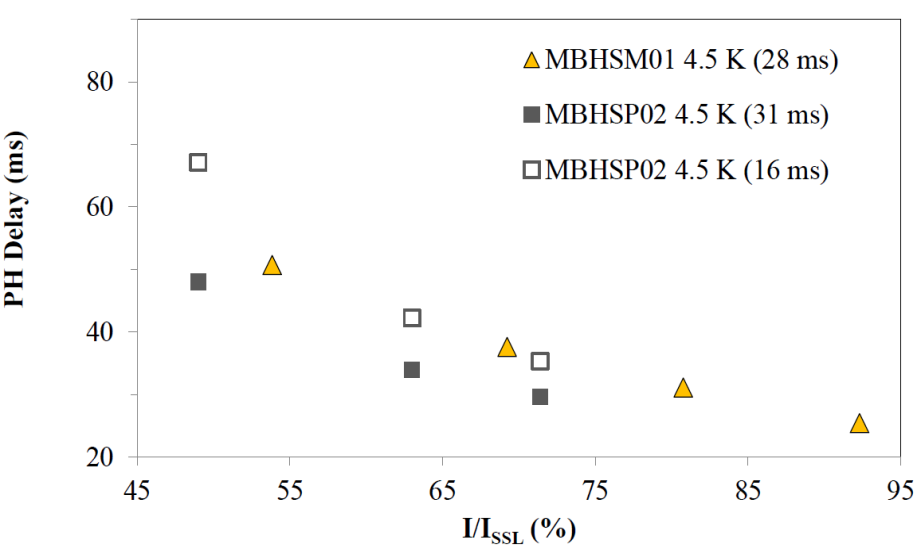 MBHSM01 4.5 K (28 ms)
MBHSP02 4.5 K (31 ms)
MBHSP02 4.5 K (16 ms)
PH Delay (ms)
80
60
40
20
45 55 65 75 85 95
I/I_SSL (%)